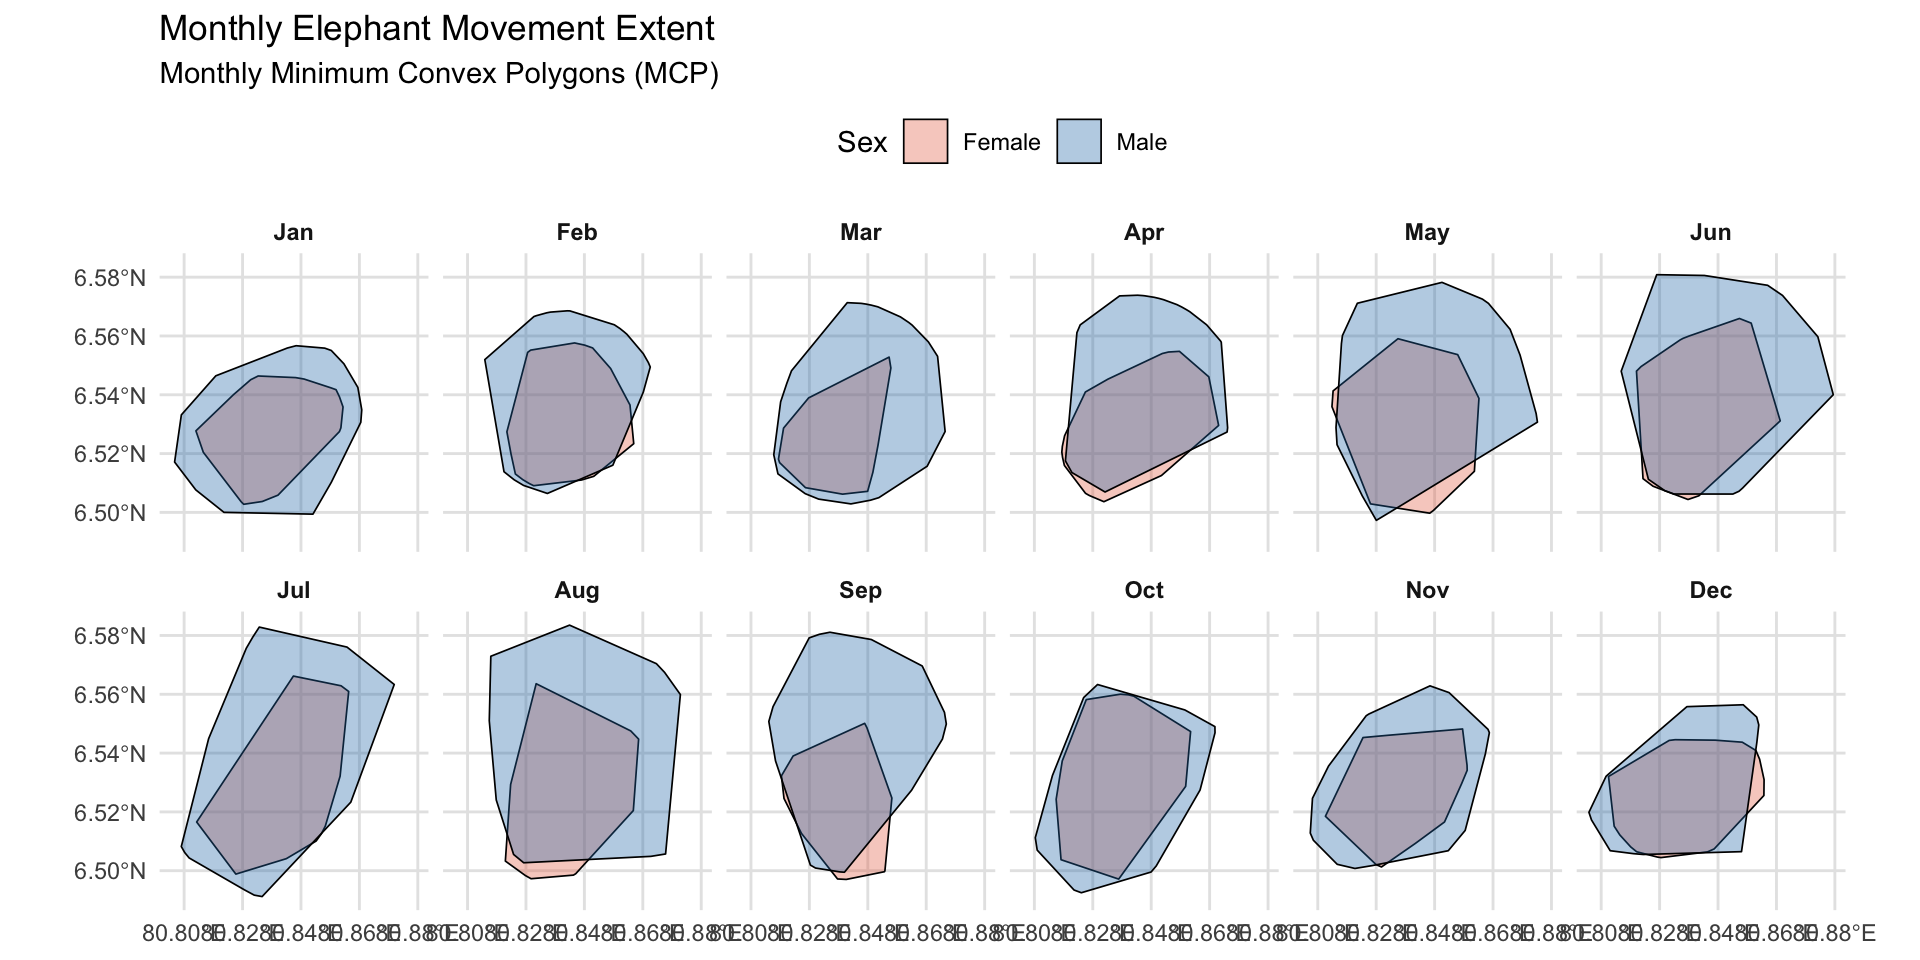 Monthly Elephant Movement Extent
Monthly Minimum Convex Polygons (MCP)
Sex Female Male
Jan Feb Mar Apr May Jun
6.58°N
6.56°N
6.54°N
6.52°N
6.50°N
Jul Aug Sep Oct Nov Dec
6.58°N
6.56°N
6.54°N
6.52°N
6.50°N